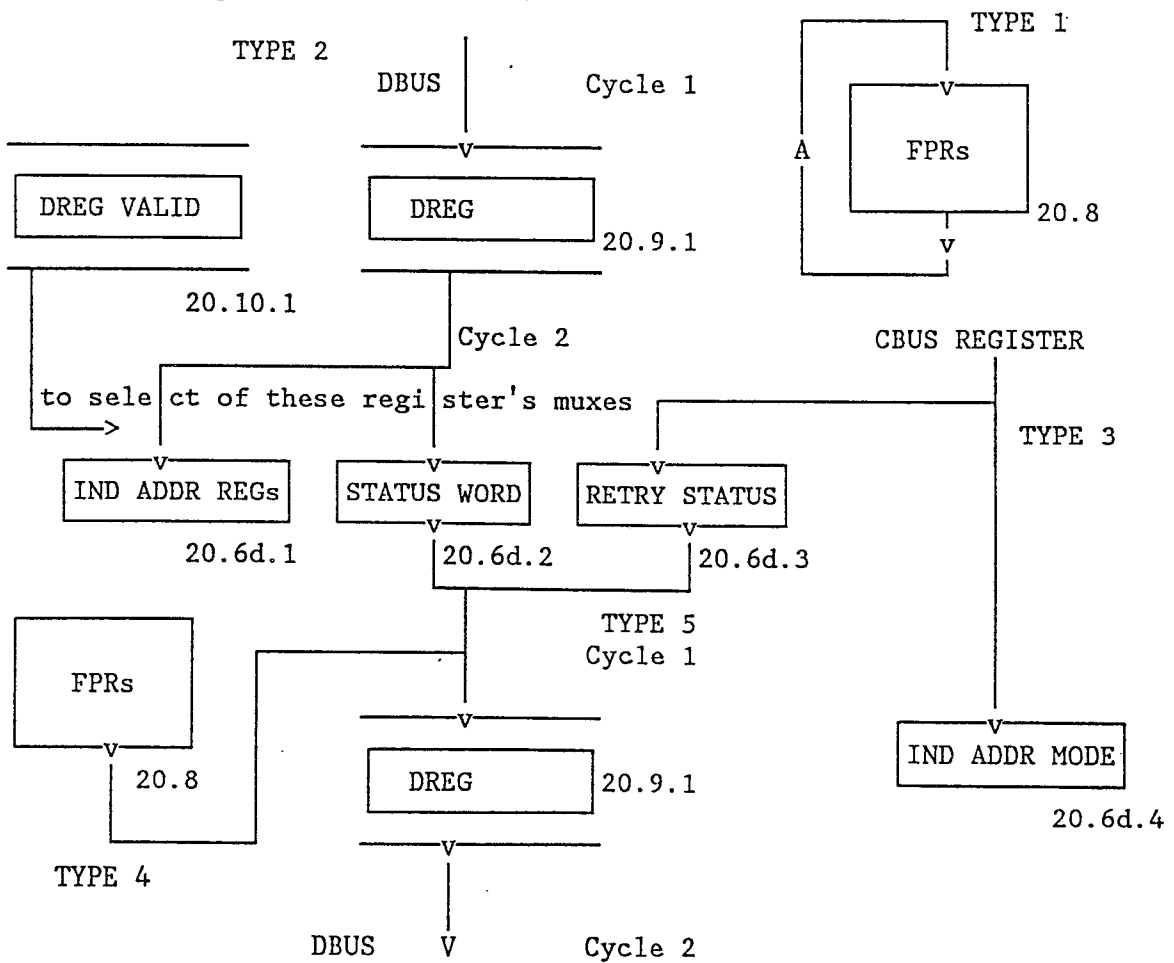 TYPE 1
TYPE 2
DBUS
Cycle 1
V
V
DREG VALID
DREG
20.9.1
A
FPRs
20.8
V
20.10.1
Cycle 2
CBUS REGISTER
to select of these register's muxes
>
TYPE 3
V
V
V
IND ADDR REGs
STATUS WORD
RETRY STATUS
V
V
20.6d.1
20.6d.2
20.6d.3
TYPE 5
Cycle 1
FPRs
V
20.8
V
DREG
20.9.1
V
IND ADDR MODE
20.6d.4
V
TYPE 4
DBUS
V
Cycle 2